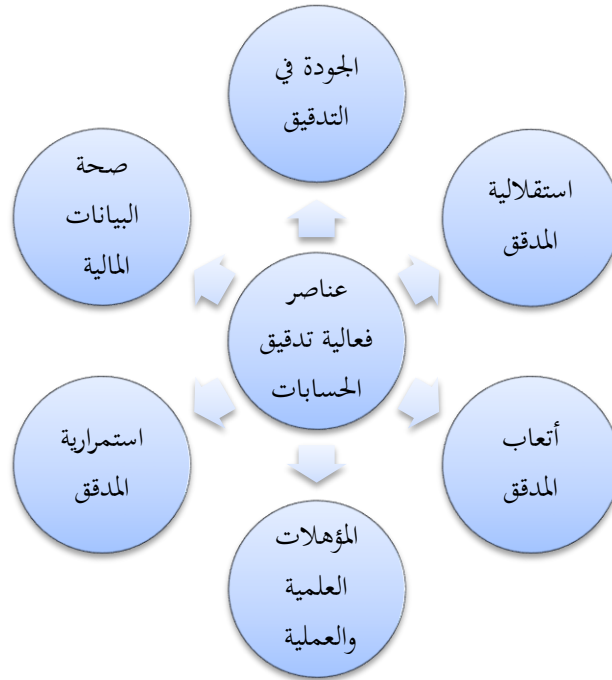 الجودة في
التدقيق
استقلالية
المدقق
أتعاب
المدقق
المؤهلات
العلمية
والعملية
استمرارية
المدقق
صحة
البيانات
المالية
عناصر
فعالية تدقيق
الحسابات